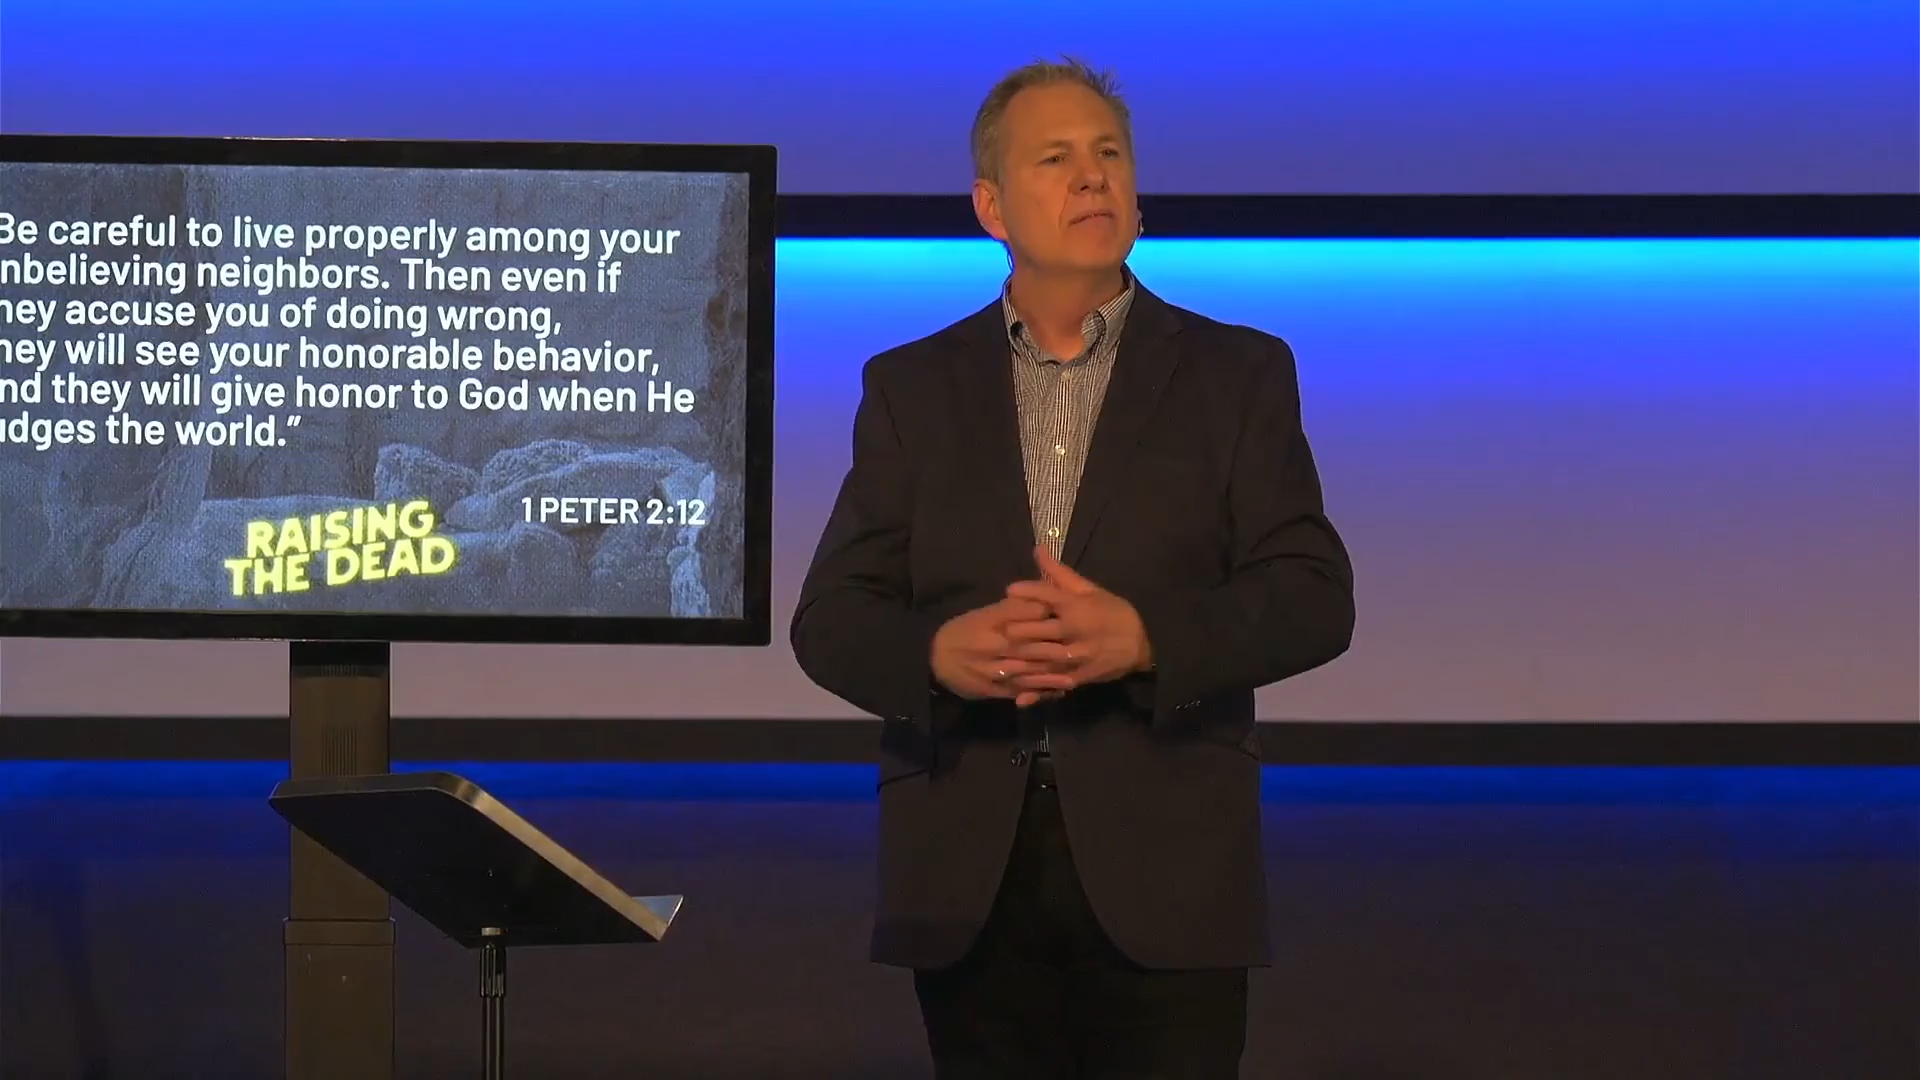 Be careful to live properly among your
nbelieving neighbors. Then even if
hey accuse you of doing wrong,
hey will see your honorable behavior,
nd they will give honor to God when He
udges the world.”
1 PETER 2:12
RAISING
THE DEAD